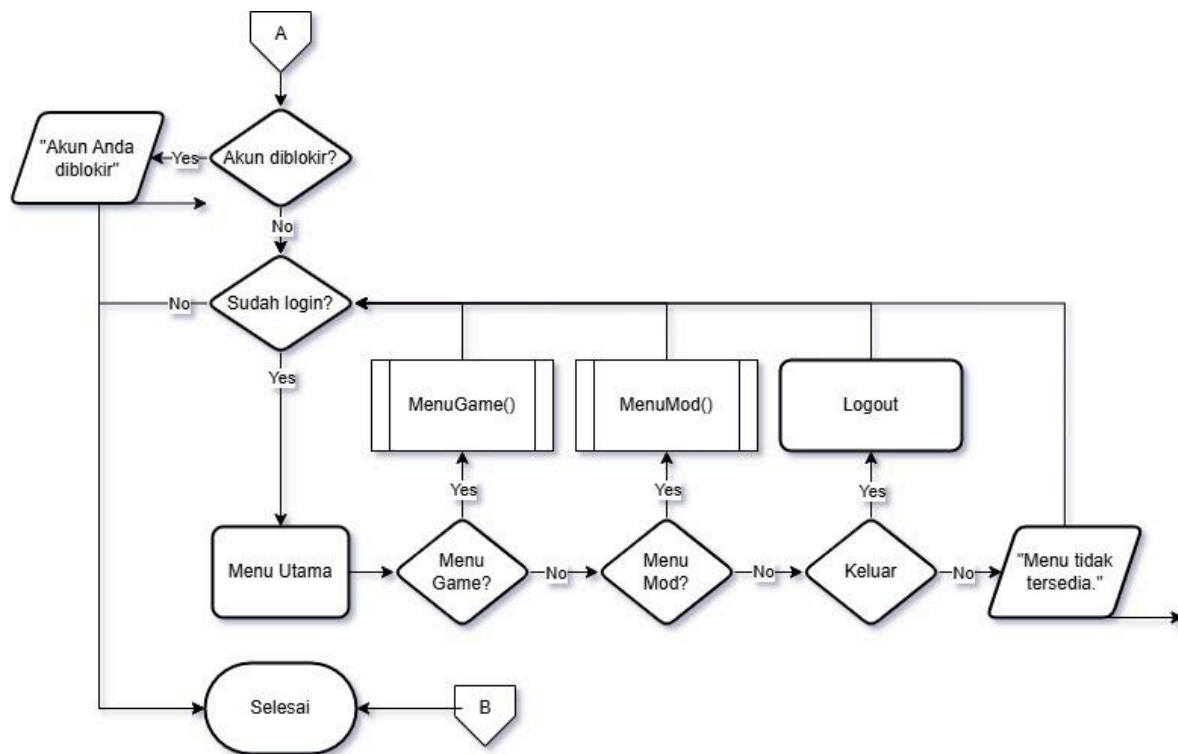 A
"Akun Anda
diblokir"
Yes
Akun diblokir?
No
No
Sudah login?
Yes
MenuGame()
MenuMod()
Logout
Yes
Yes
Yes
Menu Utama
Menu
Game?
No
Menu
Mod?
No
Keluar
No
"Menu tidak
tersedia."
Selesai
B